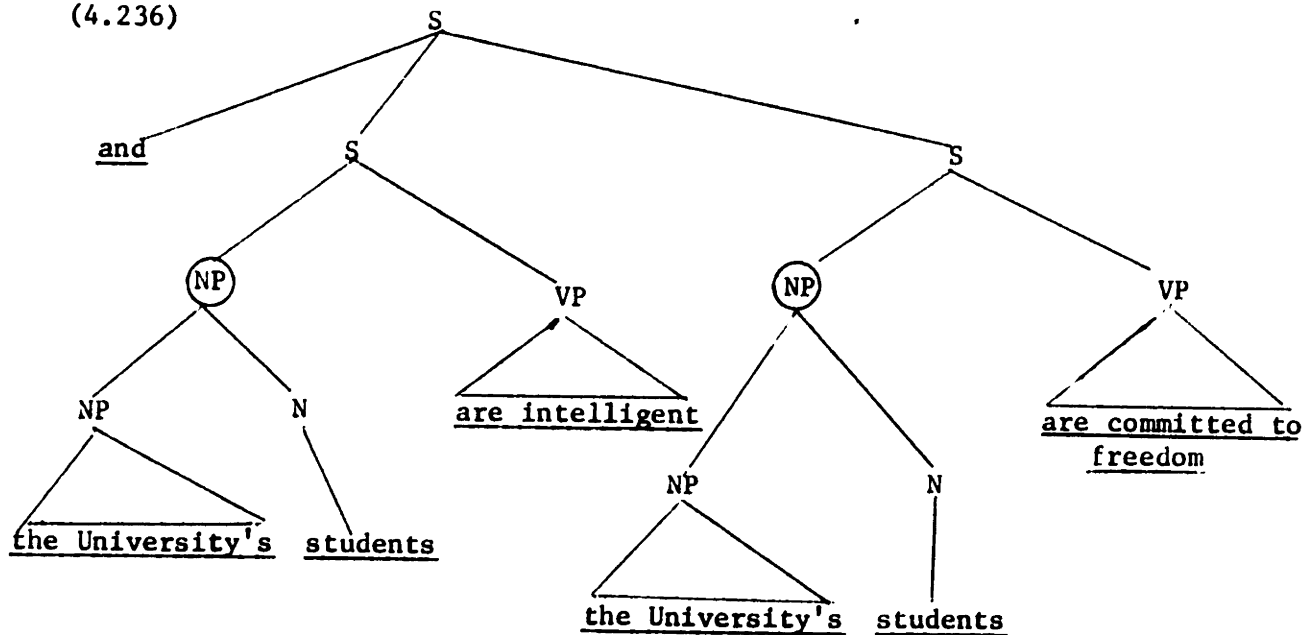 (4.236)
S
and S S
NP VP NP VP
NP N are intelligent are committed to
freedom
NP N
the University's students
the University's students